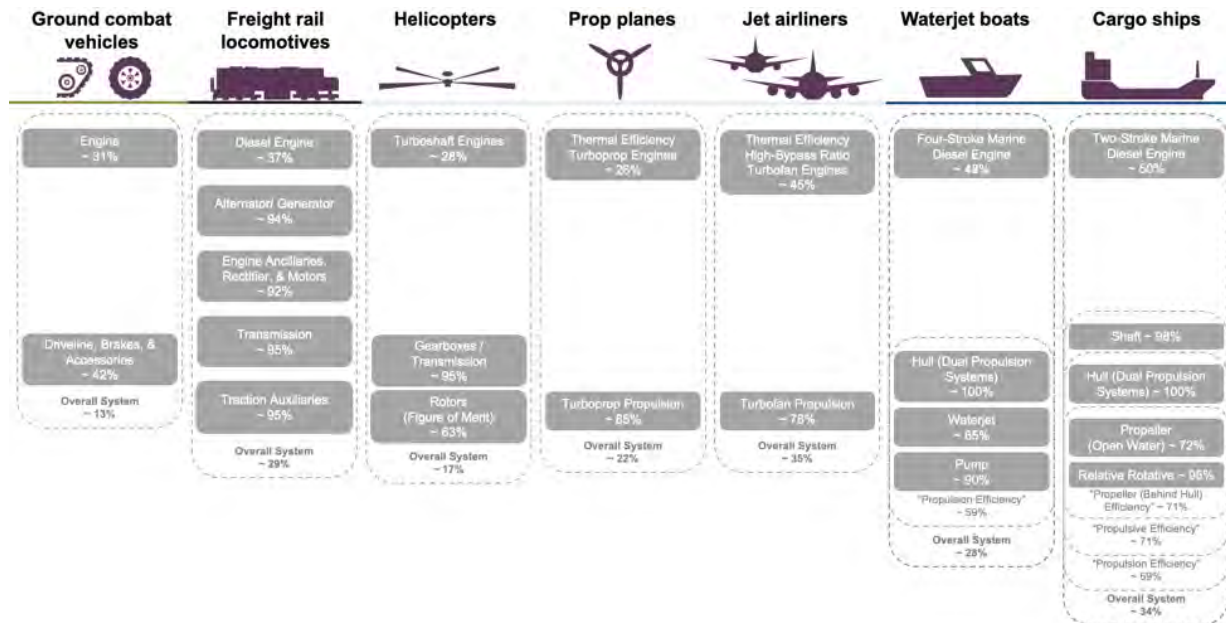 Ground combat
vehicles
Engine
~ 31%
Driveline, Brakes, &
Accessories
~ 42%
Overall System
~ 13%
Freight rail
locomotives
Diesel Engine
~ 37%
Alternator/ Generator
~ 94%
Engine Ancillaries,
Rectifier, & Motors
~ 92%
Transmission
~ 95%
Traction Auxiliaries
~ 95%
Overall System
~ 29%
Helicopters
Turboshaft Engines
~ 28%
Gearboxes /
Transmission
~ 95%
Rotors
(Figure of Merit)
~ 63%
Overall System
~ 17%
Prop planes
Thermal Efficiency
Turboprop Engines
~ 26%
Turboprop Propulsion
~ 85%
Overall System
~ 22%
Jet airliners
Thermal Efficiency
High-Bypass Ratio
Turbofan Engines
~ 45%
Turbofan Propulsion
~ 78%
Overall System
~ 35%
Waterjet boats
Four-Stroke Marine
Diesel Engine
~ 48%
Hull (Dual Propulsion
Systems)
~ 100%
Waterjet
~ 65%
Pump
~ 90%
"Propulsion Efficiency"
~ 59%
Overall System
~ 28%
Cargo ships
Two-Stroke Marine
Diesel Engine
~ 50%
Shaft ~ 98%
Hull (Dual Propulsion
Systems) ~ 100%
Propeller
(Open Water) ~ 72%
Relative Rotative ~
"Propeller (Behind Hull)
Efficiency" ~ 71%
"Propulsive Efficiency"
~ 71%
"Propulsion Efficiency"
~ 69%
Overall System
~ 34%